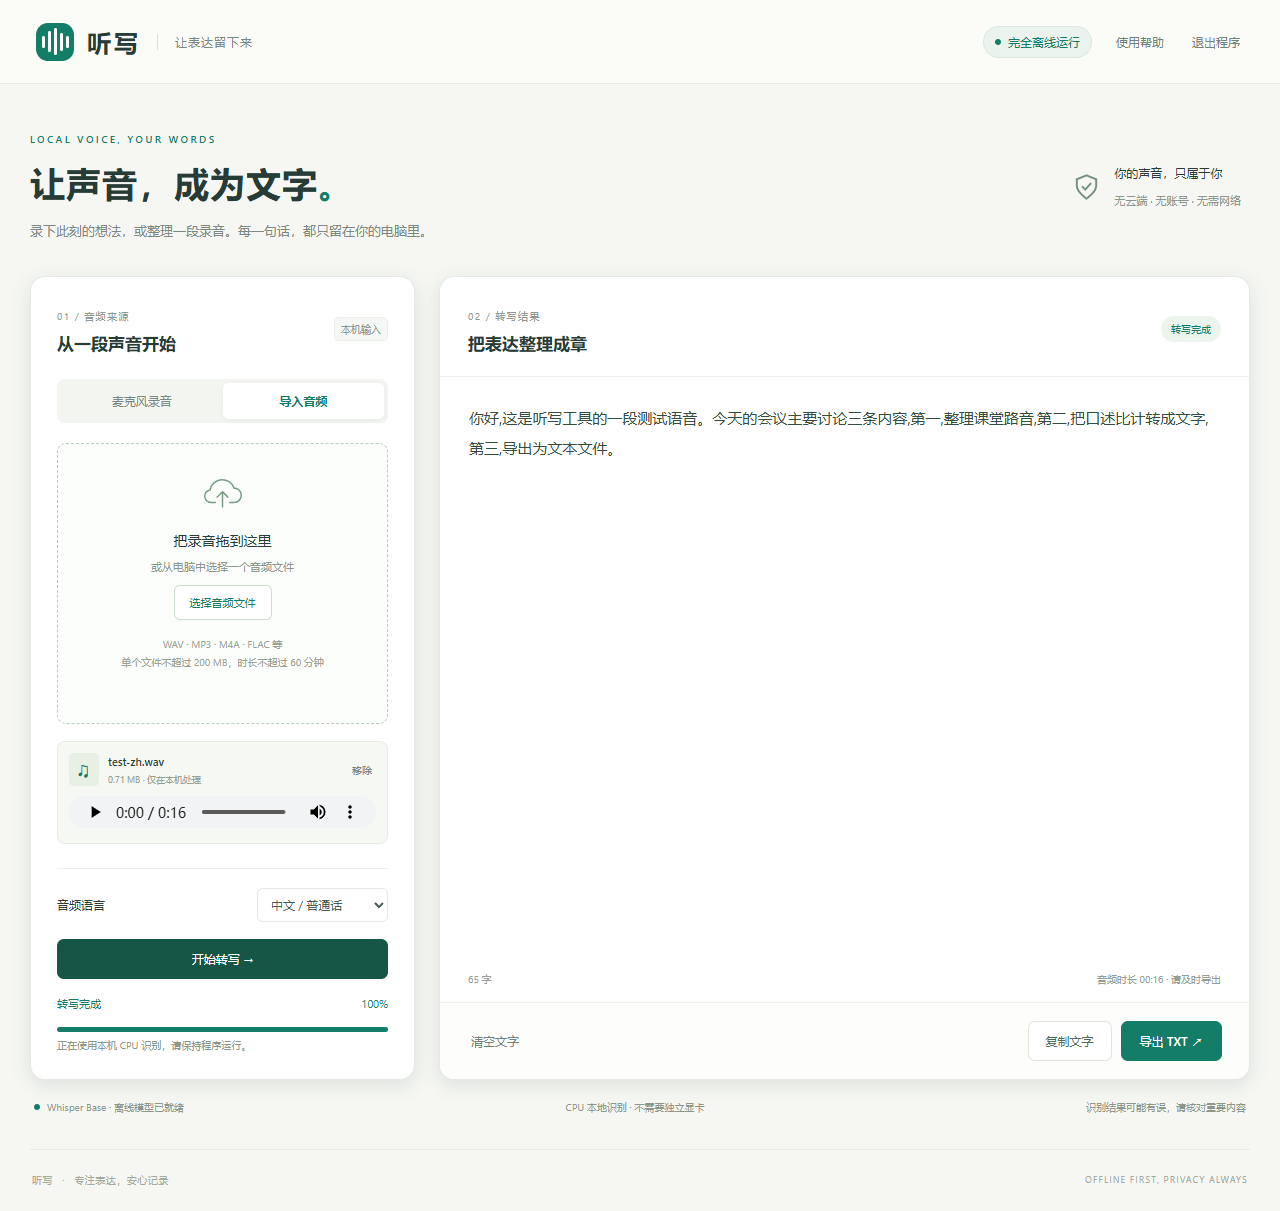 听写
让表达留下来
完全离线运行
使用帮助
退出程序
LOCAL VOICE, YOUR WORDS
让声音，成为文字。
录下此刻的想法，或整理一段录音。每一句话，都只留在你的电脑里。
你的声音，只属于你
无云端 · 无账号 · 无需网络
01 / 音频来源
从一段声音开始
本机输入
麦克风录音
导入音频
把录音拖到这里
或从电脑中选择一个音频文件
选择音频文件
WAV · MP3 · M4A · FLAC 等
单个文件不超过 200 MB，时长不超过 60 分钟
test-zh.wav
0.71 MB · 仅在本机处理
移除
0:00 / 0:16
音频语言
中文 / 普通话
开始转写 →
转写完成
100%
正在使用本机 CPU 识别，请保持程序运行。
02 / 转写结果
把表达整理成章
转写完成
你好,这是听写工具的一段测试语音。今天的会议主要讨论三条内容,第一,整理课堂路音,第二,把口述比计转成文字,
第三,导出为文本文件。
65 字
音频时长 00:16 · 请及时导出
清空文字
复制文字
导出 TXT ↗
Whisper Base · 离线模型已就绪
CPU 本地识别 · 不需要独立显卡
识别结果可能有误，请核对重要内容
听写 · 专注表达，安心记录
OFFLINE FIRST, PRIVACY ALWAYS